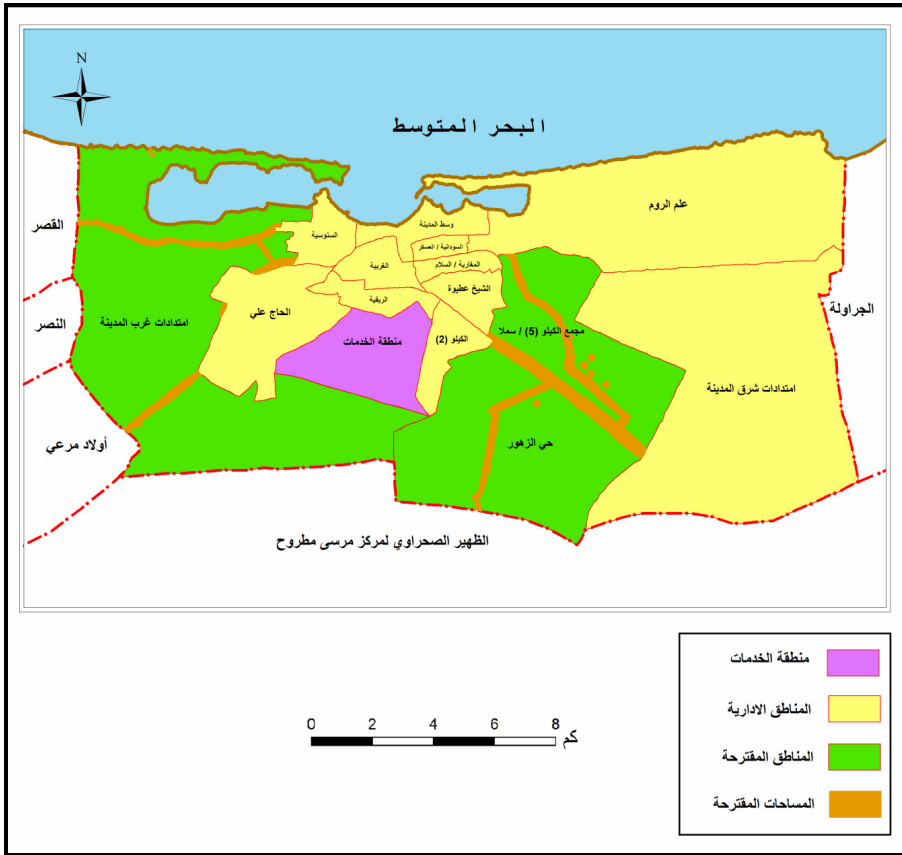 N
البحر المتوسط
علم الروم
وسط المدينة
القصر
السنوسية
السودانية / العسكر
المغاربة / السلام
الغربية
الشيخ عطيوة
الريفية
الحاج علي
الجراولة
النصر
امتدادات غرب المدينة
منطقة الخدمات
الكيلو (2)
مجمع الكيلو (5) / سملا
امتدادات شرق المدينة
أولاد مرعي
حي الزهور
الظهير الصحراوي لمركز مرسى مطروح
منطقة الخدمات
المناطق الادارية
المناطق المقترحة
المساحات المقترحة
0 2 4 6 8
كم